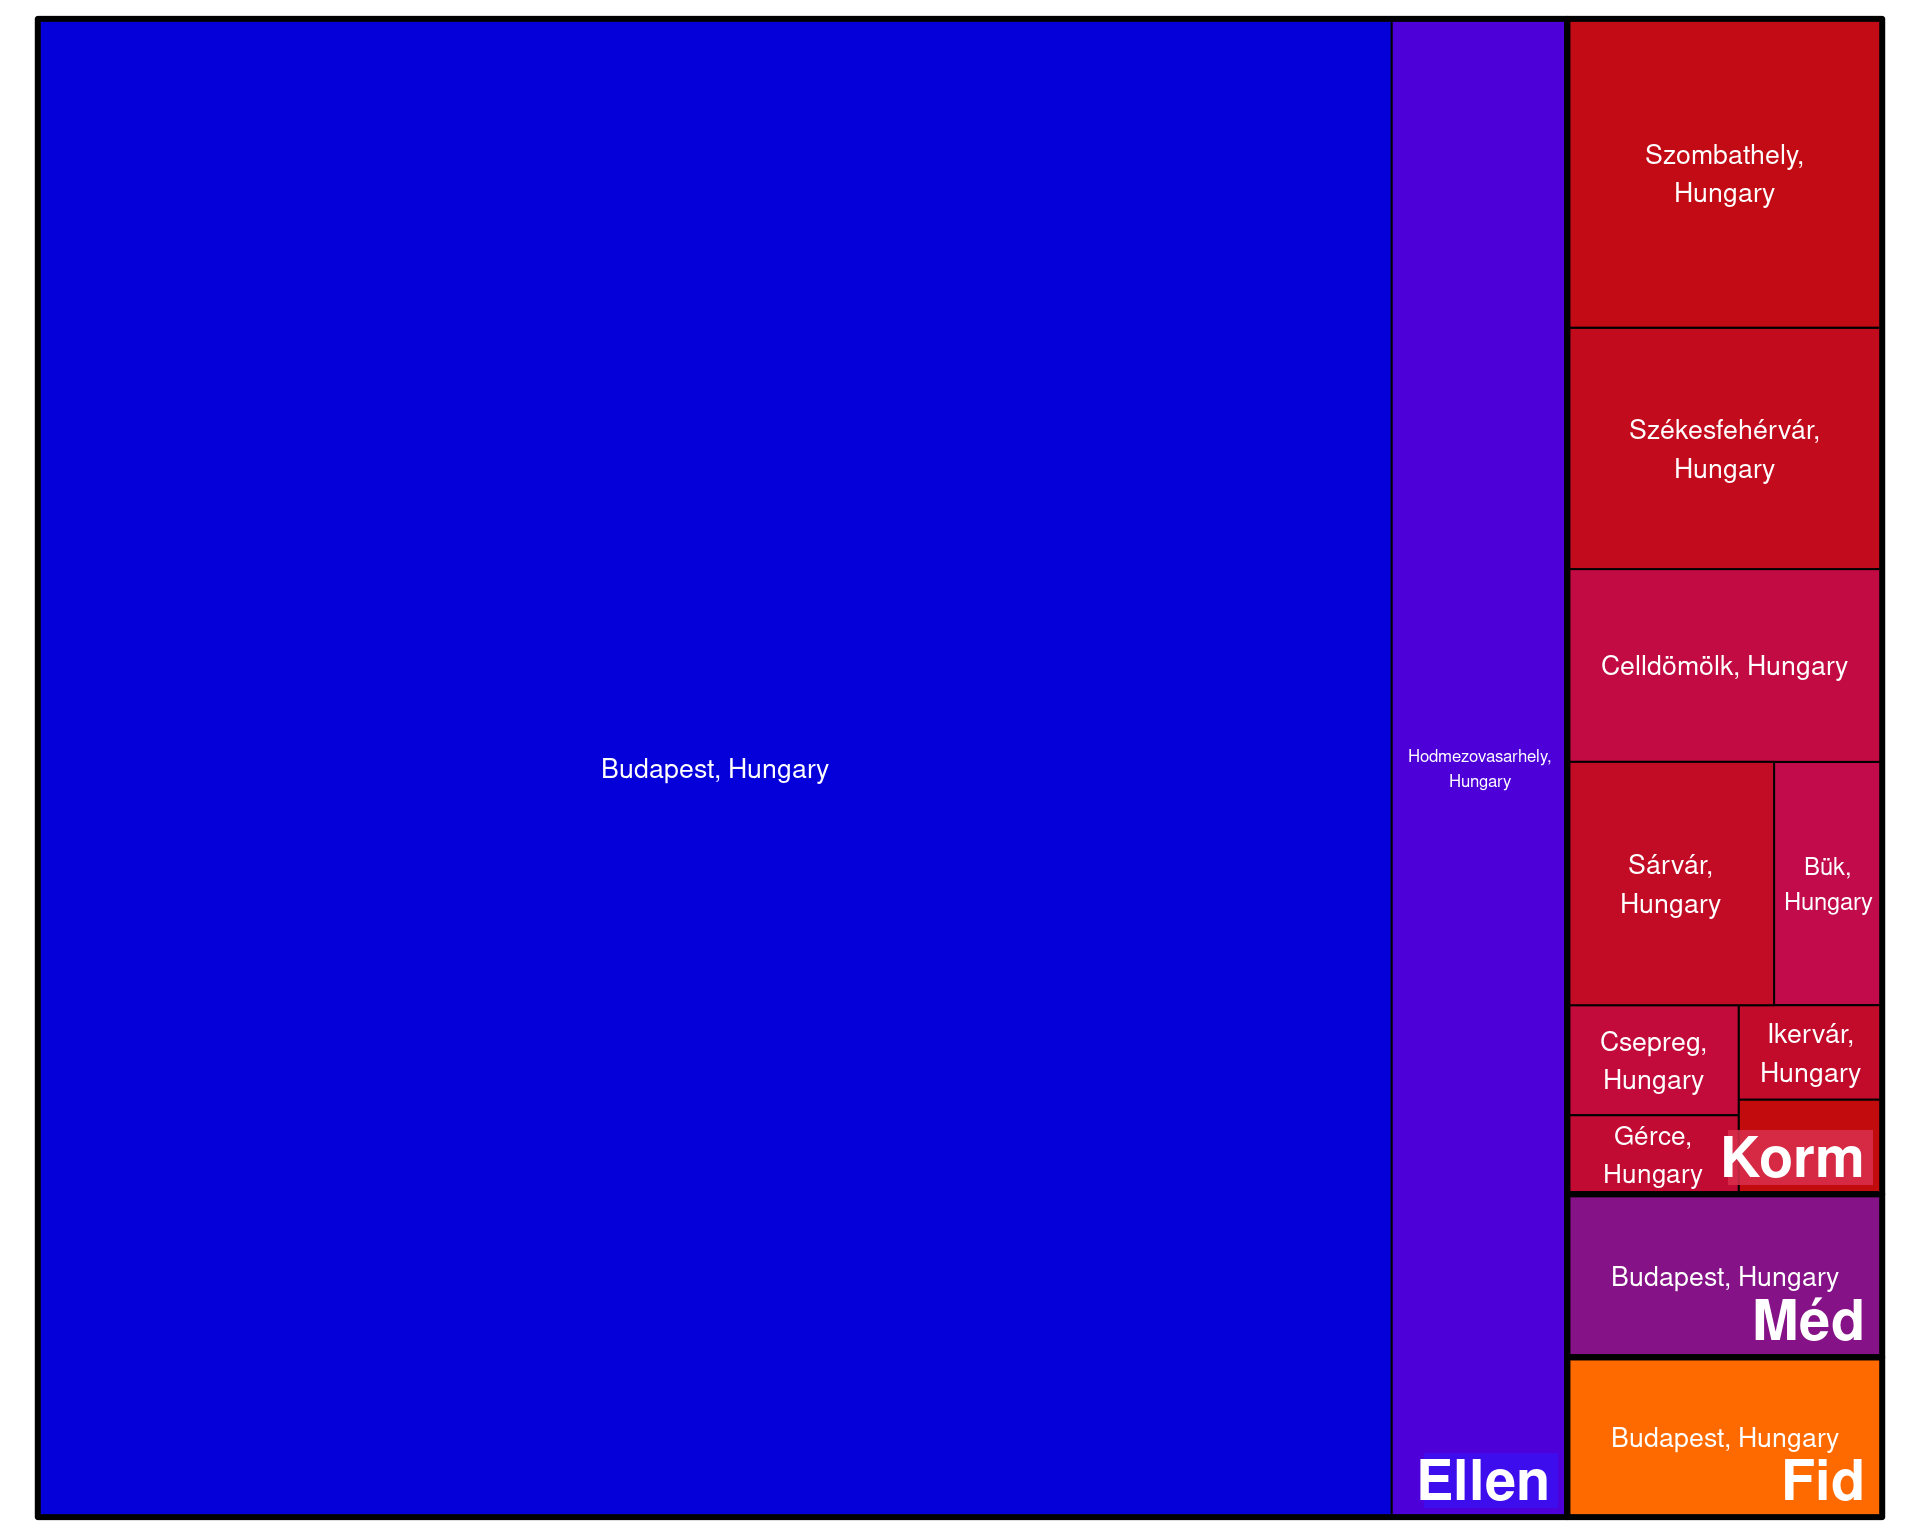 Budapest, Hungary
Hodmezovasarhely,
Hungary
Ellen
Szombathely,
Hungary
Székesfehérvár,
Hungary
Celldömölk, Hungary
Sárvár,
Hungary
Bük,
Hungary
Csepreg,
Hungary
Ikervár,
Hungary
Gérce,
Hungary
Korm
Budapest, Hungary
Méd
Budapest, Hungary
Fid